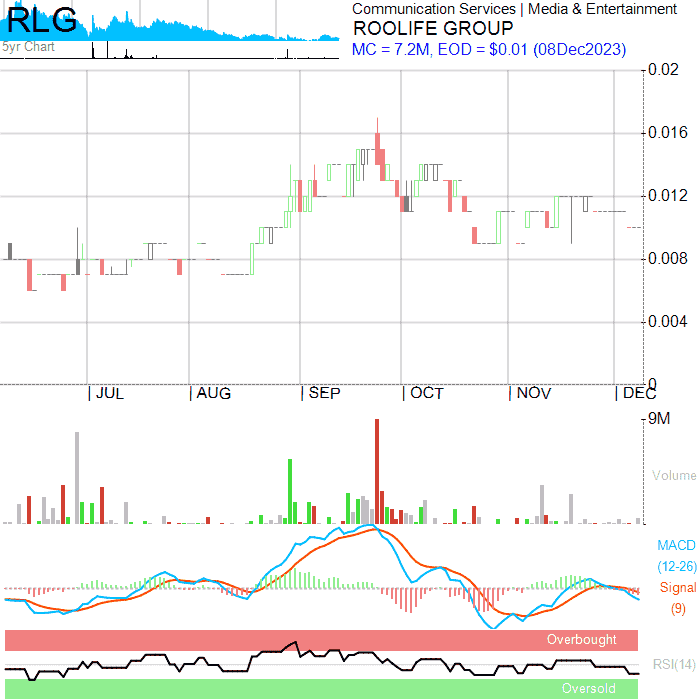 RLG
5yr Chart
Communication Services | Media & Entertainment
ROOLIFE GROUP
MC = 7.2M, EOD = $0.01 (08Dec2023)
0.02
0.016
0.012
0.008
0.004
0
JUL AUG SEP OCT NOV DEC
9M
Volume
MACD
(12-26)
Signal
(9)
Overbought
RSI(14)
Oversold